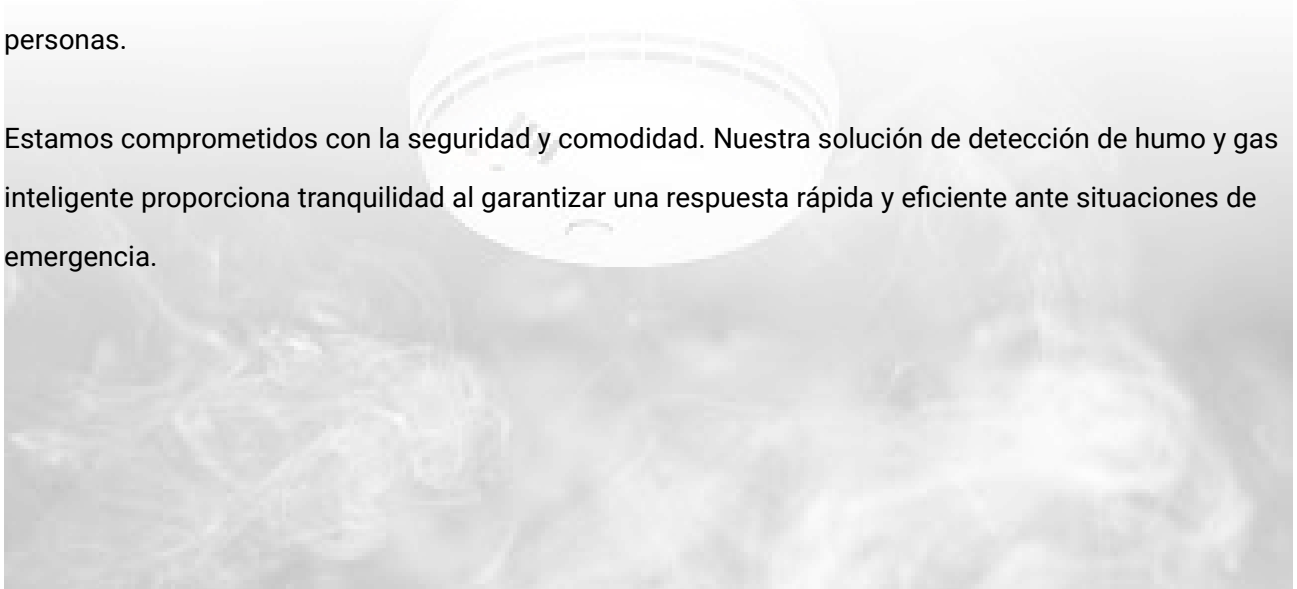 personas.
Estamos comprometidos con la seguridad y comodidad. Nuestra solución de detección de humo y gas
inteligente proporciona tranquilidad al garantizar una respuesta rápida y eficiente ante situaciones de
emergencia.